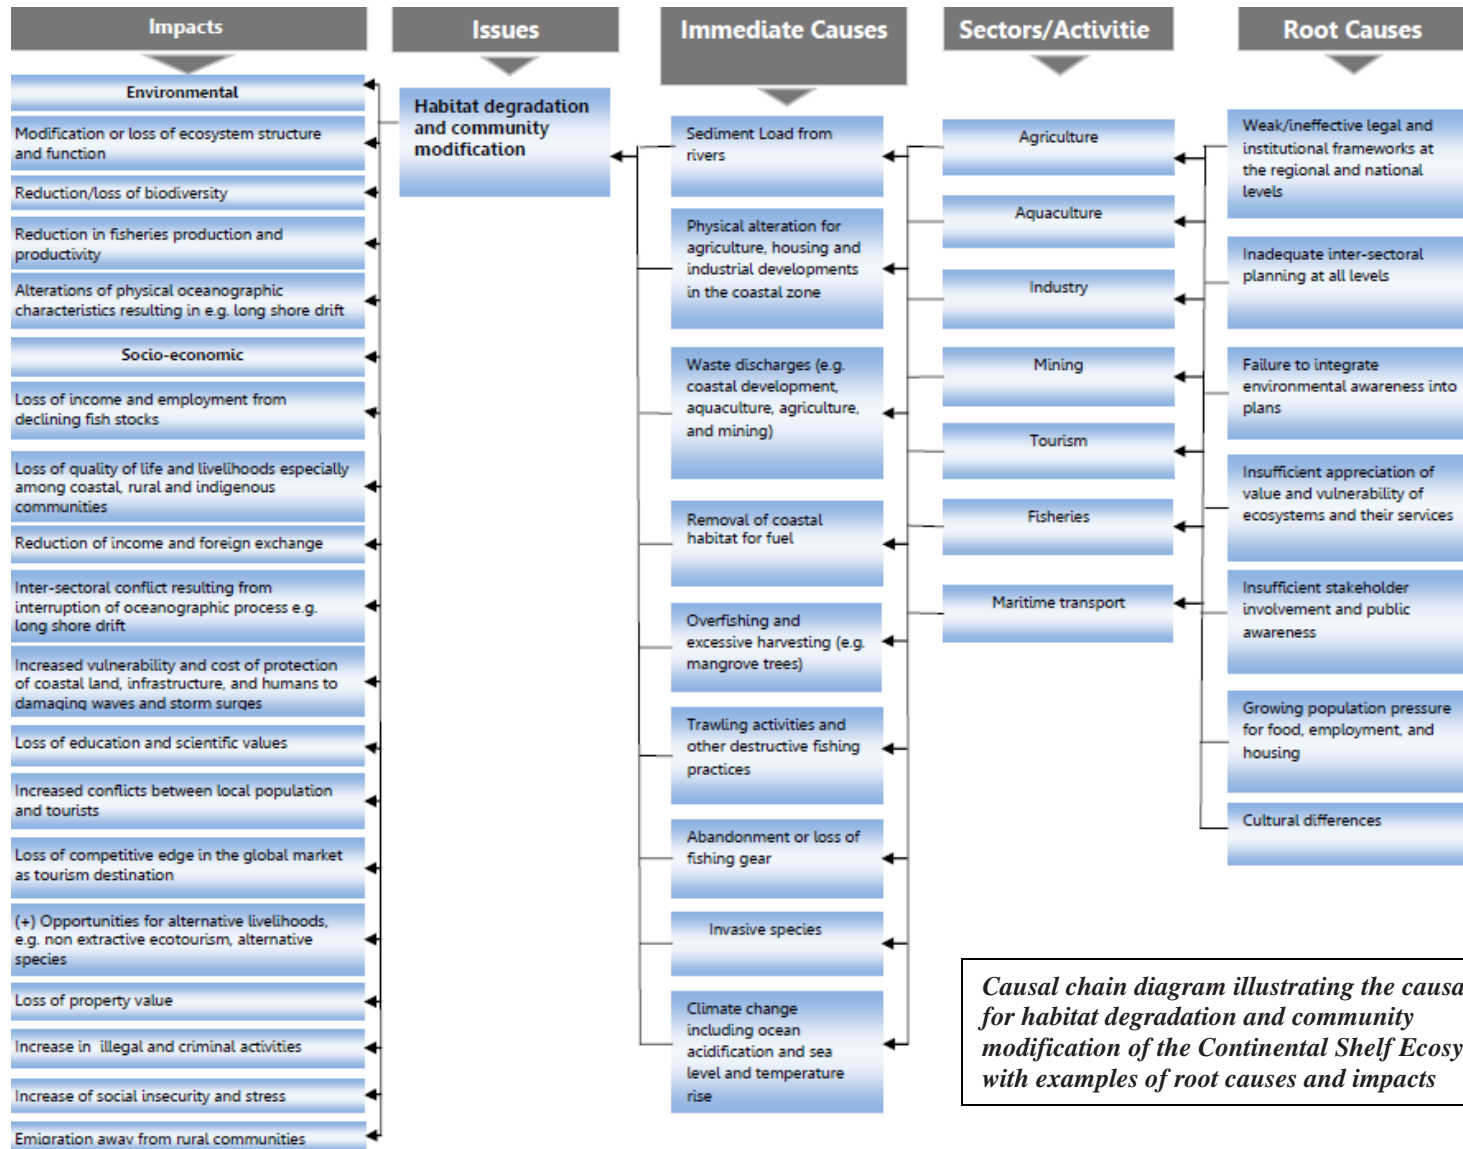 Impacts
Environmental
Modification or loss of ecosystem structure
and function
Reduction/loss of biodiversity
Reduction in fisheries production and
productivity
Alterations of physical oceanographic
characteristics resulting in e.g. long shore drift
Socio-economic
Loss of income and employment from
declining fish stocks
Loss of quality of life and livelihoods especially
among coastal, rural and indigenous
communities
Reduction of income and foreign exchange
Inter-sectoral conflict resulting from
interruption of oceanographic process e.g.
long shore drift
Increased vulnerability and cost of protection
of coastal land, infrastructure, and humans to
damaging waves and storm surges
Loss of education and scientific values
Increased conflicts between local population
and tourists
Loss of competitive edge in the global market
as tourism destination
(+) Opportunities for alternative livelihoods,
e.g. non extractive ecotourism, alternative
species
Loss of property value
Increase in illegal and criminal activities
Increase of social insecurity and stress
Emigration away from rural communities
Issues
Habitat degradation
and community
modification
Immediate Causes
Sediment Load from
rivers
Physical alteration for
agriculture, housing and
industrial developments
in the coastal zone
Waste discharges (e.g.
coastal development,
aquaculture, agriculture,
and mining)
Removal of coastal
habitat for fuel
Overfishing and
excessive harvesting (e.g.
mangrove trees)
Trawling activities and
other destructive fishing
practices
Abandonment or loss of
fishing gear
Invasive species
Climate change
including ocean
acidification and sea
level and temperature
rise
Sectors/Activitie
Agriculture
Aquaculture
Industry
Mining
Tourism
Fisheries
Maritime transport
Root Causes
Weak/ineffective legal and
institutional frameworks at
the regional and national
levels
Inadequate inter-sectoral
planning at all levels
Failure to integrate
environmental awareness into
plans
Insufficient appreciation of
value and vulnerability of
ecosystems and their services
Insufficient stakeholder
involvement and public
awareness
Growing population pressure
for food, employment, and
housing
Cultural differences
Causal chain diagram illustrating the causa
for habitat degradation and community
modification of the Continental Shelf Ecosy
with examples of root causes and impacts